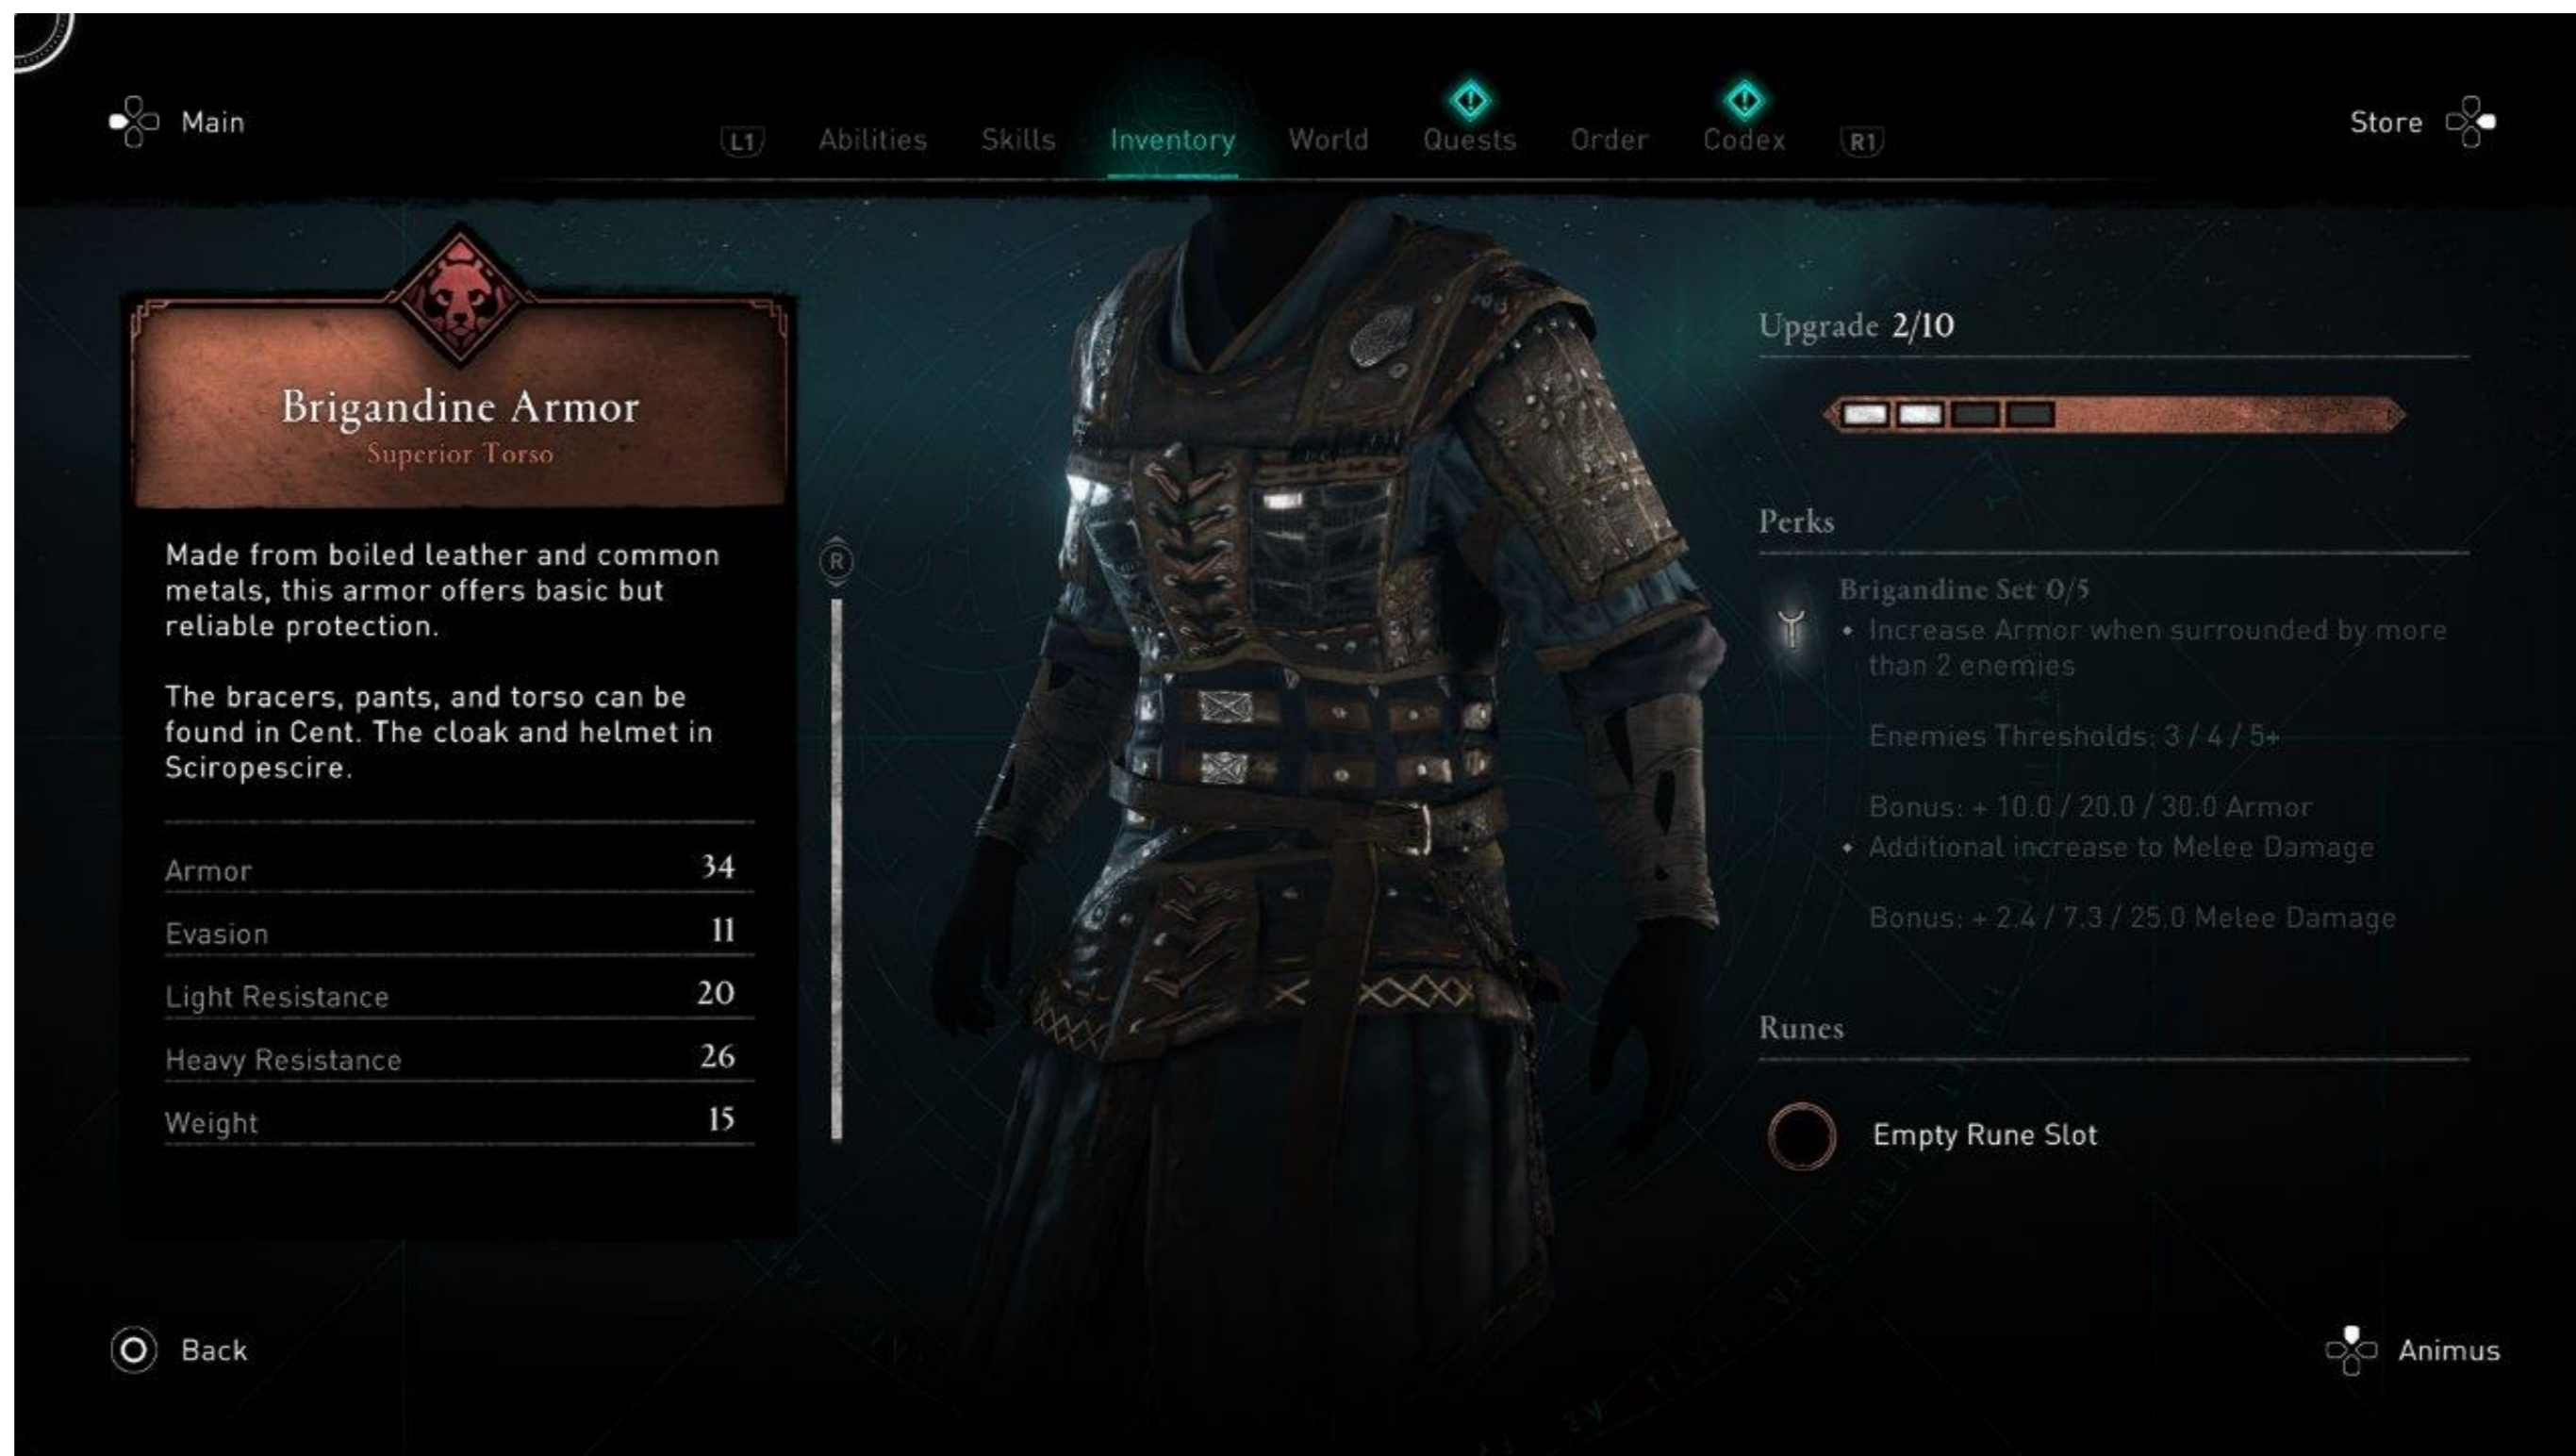 Main
L1 Abilities Skills Inventory World Quests Order Codex R1
Store
Brigandine Armor
Superior Torso
Made from boiled leather and common
metals, this armor offers basic but
reliable protection.
The bracers, pants, and torso can be
found in Cent. The cloak and helmet in
Sciropescire.
Armor 34
Evasion 11
Light Resistance 20
Heavy Resistance 26
Weight 15
R
Upgrade 2/10
Perks
Brigandine Set 0/5
• Increase Armor when surrounded by more
than 2 enemies
Enemies Thresholds: 3 / 4 / 5+
Bonus: + 10.0 / 20.0 / 30.0 Armor
• Additional increase to Melee Damage
Bonus: + 2.4 / 7.3 / 25.0 Melee Damage
Runes
Empty Rune Slot
Back
Animus